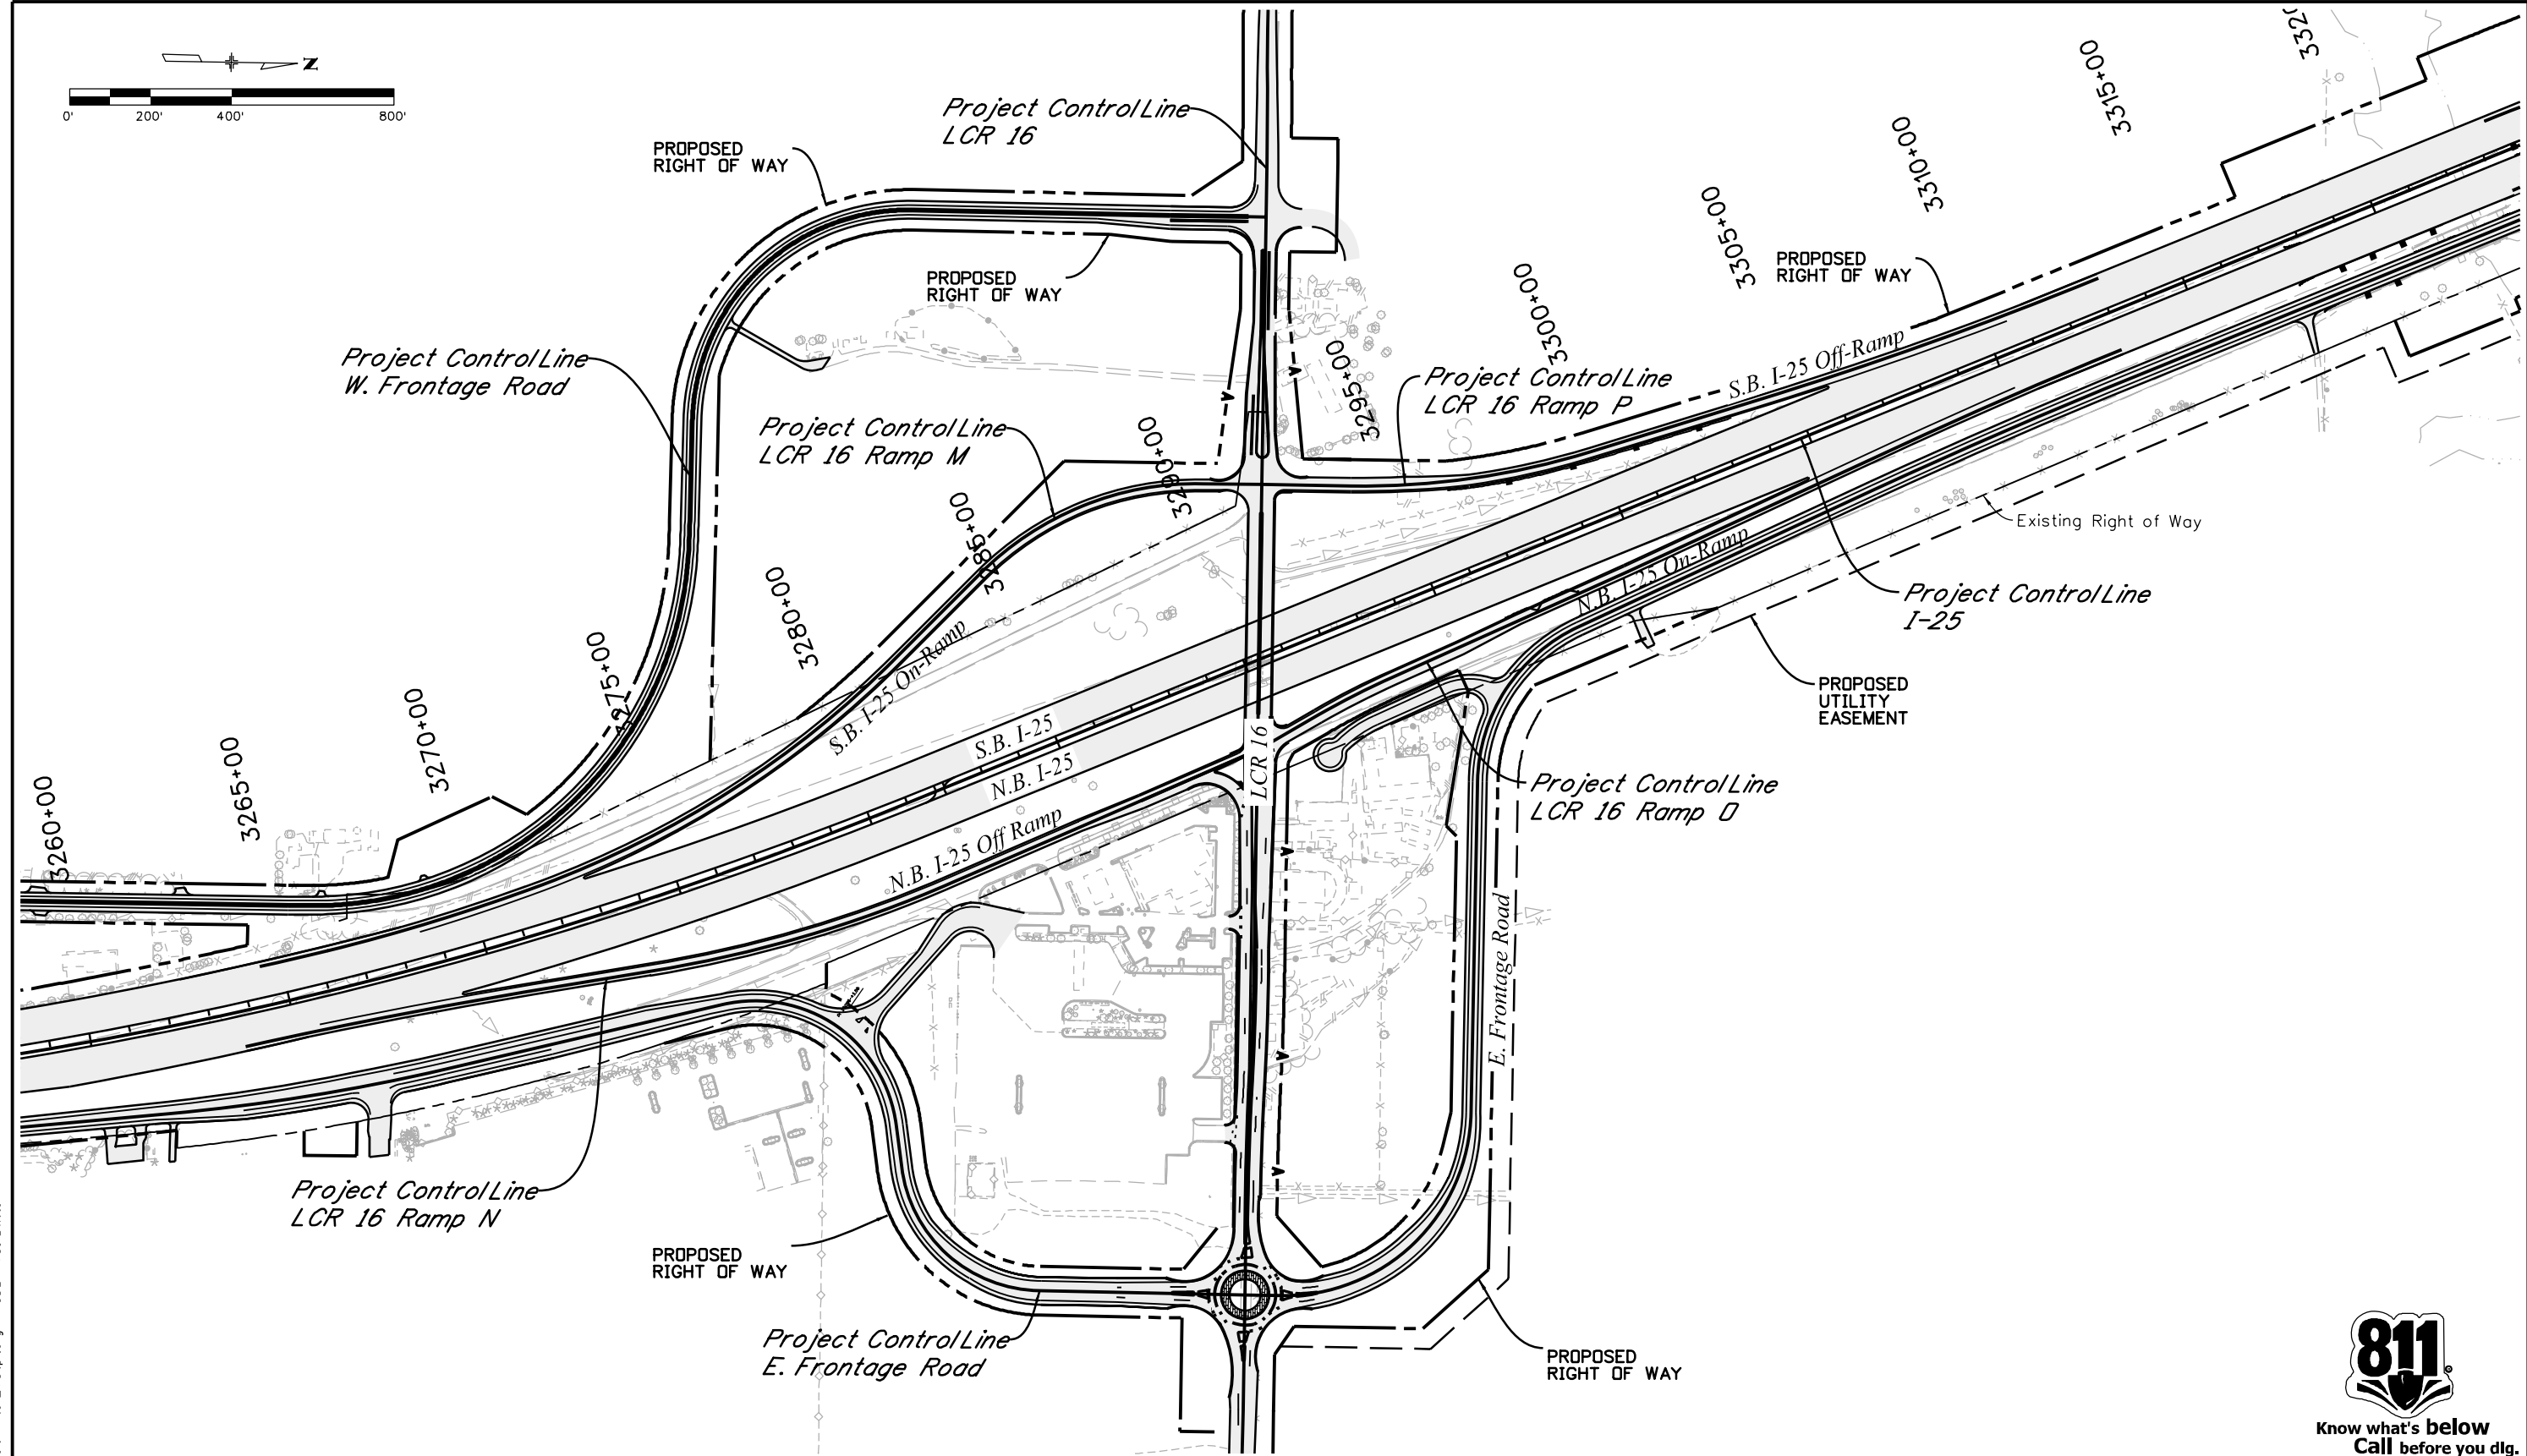 N
0'
200'
400'
800'
Project Control Line
LCR 16
PROPOSED
RIGHT OF WAY
PROPOSED
RIGHT OF WAY
Project Control Line
W. Frontage Road
Project Control Line
LCR 16 Ramp M
Project Control Line
LCR 16 Ramp P
PROPOSED
RIGHT OF WAY
S.B. I-25 Off-Ramp
3260+00
3265+00
3270+00
3275+00
3280+00
3285+00
3290+00
3295+00
3300+00
3305+00
3310+00
3315+00
Existing Right of Way
N.B. I-25 On-Ramp
Project Control Line
I-25
S.B. I-25 On-Ramp
S.B. I-25
N.B. I-25
N.B. I-25 Off Ramp
LCR 16
PROPOSED
UTILITY
EASEMENT
Project Control Line
LCR 16 Ramp O
E. Frontage Road
Project Control Line
LCR 16 Ramp N
PROPOSED
RIGHT OF WAY
Project Control Line
E. Frontage Road
PROPOSED
RIGHT OF WAY
811
Know what's below
Call before you dig.